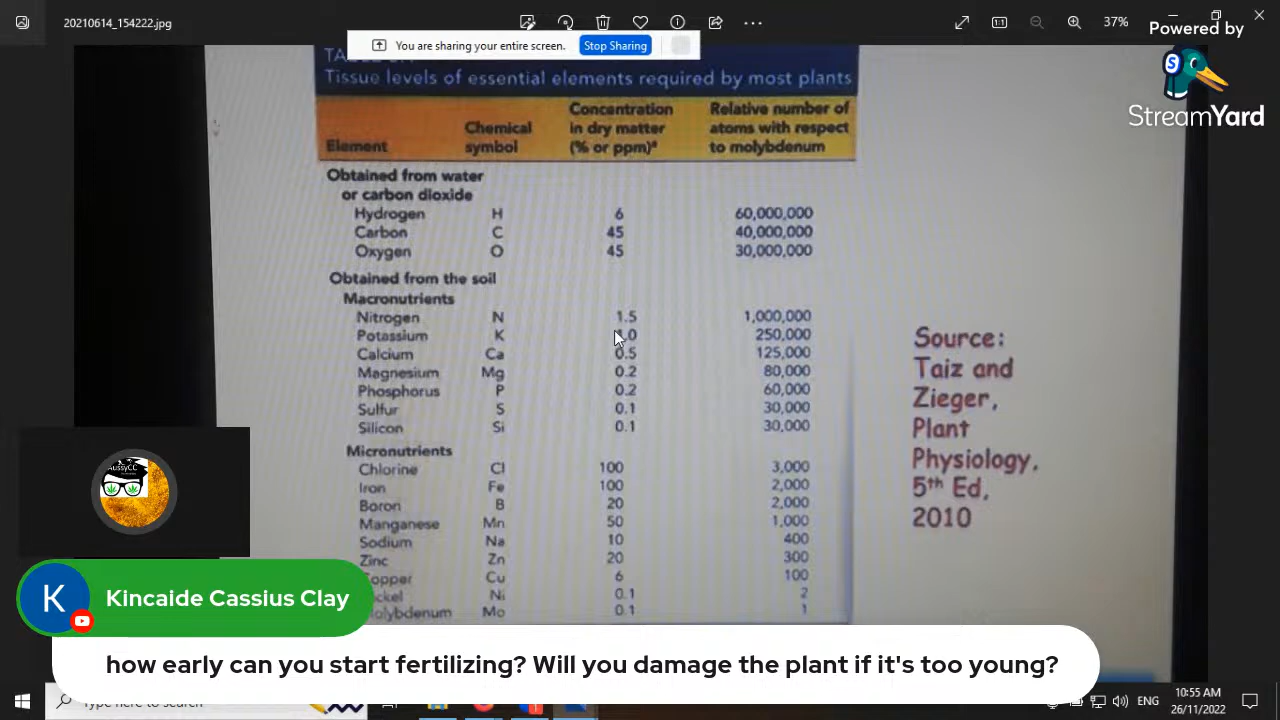 20210614_154222.jpg
37%
Powered by
StreamYard
You are sharing your entire screen.
Stop Sharing
Tissue levels of essential elements required by most plants
Element
Chemical symbol
Concentration in dry matter (% or ppm)ᵃ
Relative number of atoms with respect to molybdenum
Obtained from water
or carbon dioxide
Hydrogen H 6 60,000,000
Carbon C 45 40,000,000
Oxygen O 45 30,000,000
Obtained from the soil
Macronutrients
Nitrogen N 1.5 1,000,000
Potassium K .0 250,000
Calcium Ca 0.5 125,000
Magnesium Mg 0.2 80,000
Phosphorus P 0.2 60,000
Sulfur S 0.1 30,000
Silicon Si 0.1 30,000
Micronutrients
Chlorine Cl 100 3,000
Iron Fe 100 2,000
Boron B 20 2,000
Manganese Mn 50 1,000
Sodium Na 10 400
Zinc Zn 20 300
opper Cu 6 100
ickel Ni 0.1 2
olybdenum Mo 0.1 1
Source:
Taiz and
Zieger,
Plant
Physiology,
5th Ed,
2010
AussyCC
K
Kincaide Cassius Clay
how early can you start fertilizing? Will you damage the plant if it's too young?
ENG
10:55 AM
26/11/2022